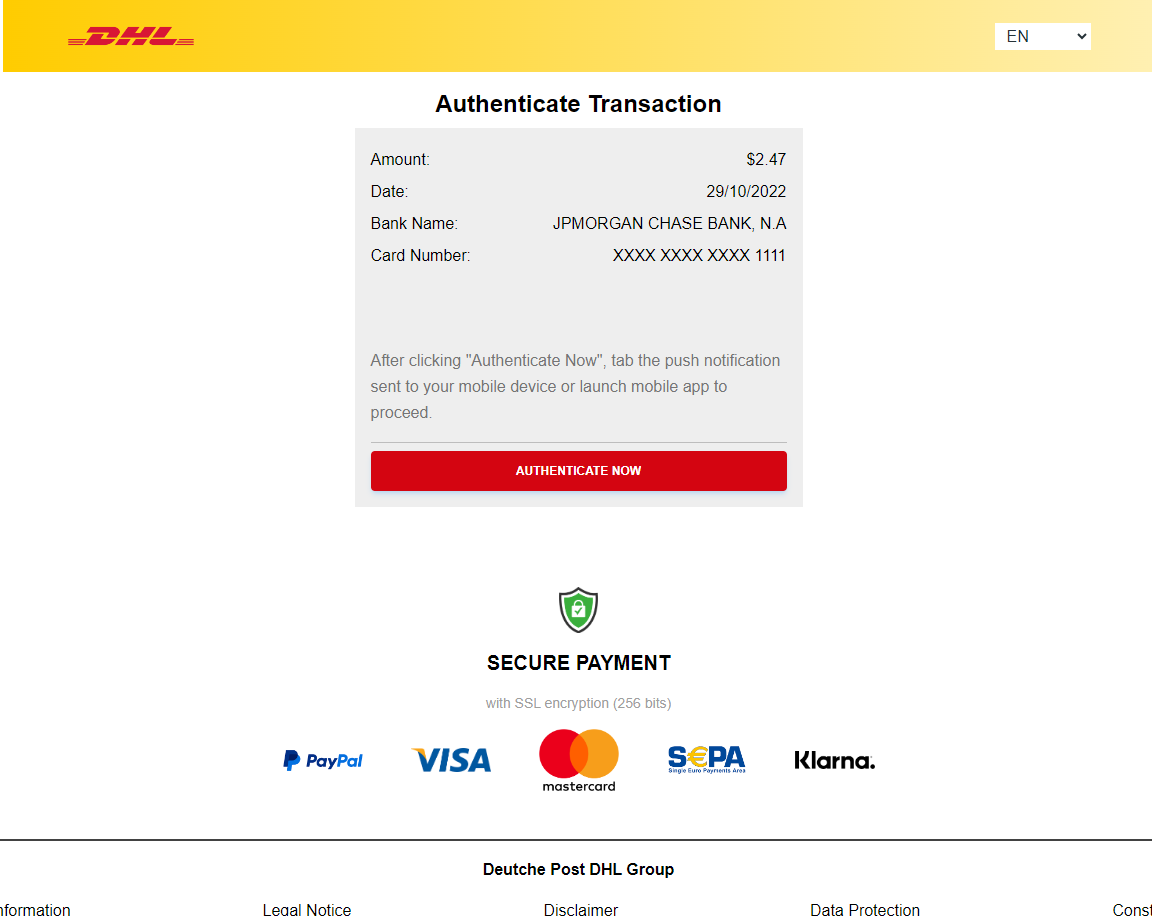 DHL
EN
Authenticate Transaction
Amount: $2.47
Date: 29/10/2022
Bank Name: JPMORGAN CHASE BANK, N.A
Card Number: XXXX XXXX XXXX 1111
After clicking "Authenticate Now", tab the push notification
sent to your mobile device or launch mobile app to
proceed.
AUTHENTICATE NOW
SECURE PAYMENT
with SSL encryption (256 bits)
PayPal VISA mastercard S€PA Single Euro Payments Area Klarna.
Deutche Post DHL Group
nformation Legal Notice Disclaimer Data Protection Const